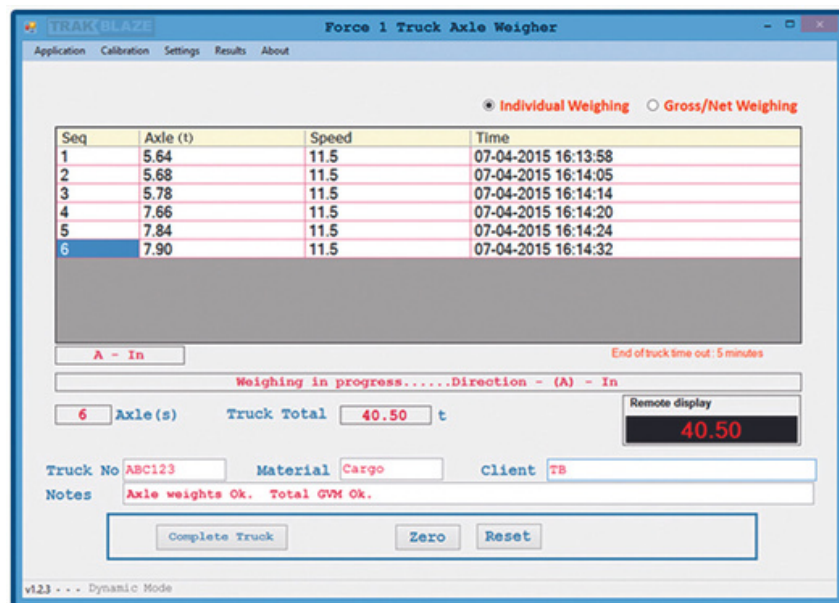 TRAK BLAZE Force 1 Truck Axle Weigher
Application Calibration Settings Results About
Individual Weighing Gross/Net Weighing
Seq Axle (t) Speed Time
1 5.64 11.5 07-04-2015 16:13:58
2 5.68 11.5 07-04-2015 16:14:05
3 5.78 11.5 07-04-2015 16:14:14
4 7.66 11.5 07-04-2015 16:14:20
5 7.84 11.5 07-04-2015 16:14:24
6 7.90 11.5 07-04-2015 16:14:32
A - In End of truck time out : 5 minutes
Weighing in progress......Direction - (A) - In
6 Axle(s) Truck Total 40.50 t Remote display
40.50
Truck No ABC123 Material Cargo Client TB
Notes Axle weights Ok. Total GVM Ok.
Complete Truck Zero Reset
v1.2.3 - - - Dynamic Mode